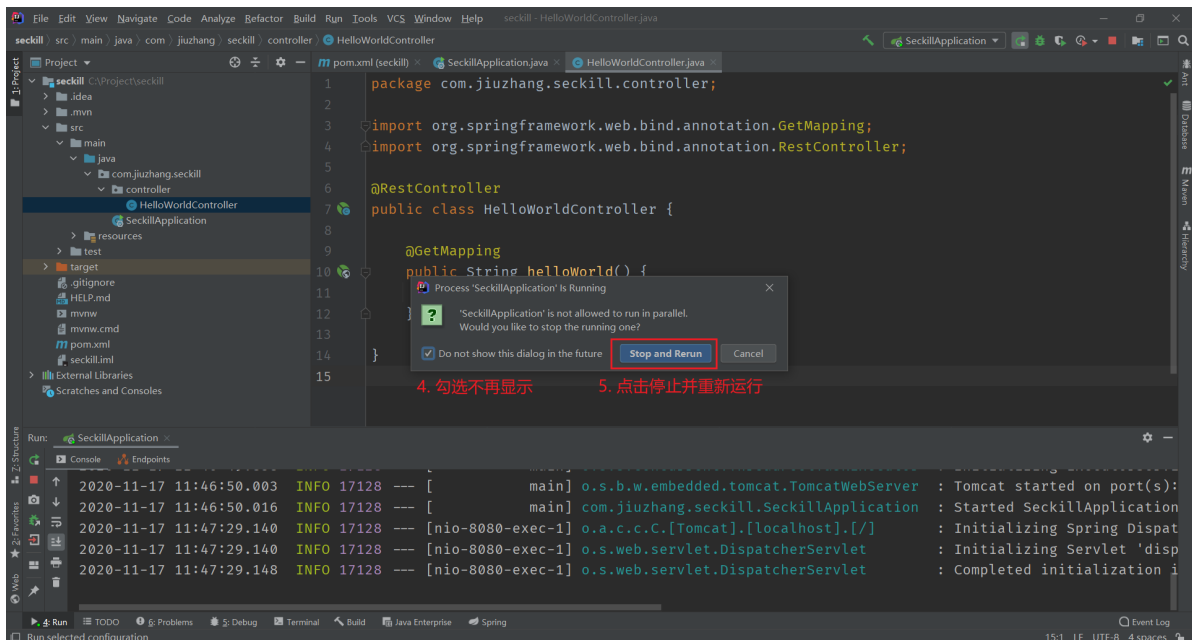 File Edit View Navigate Code Analyze Refactor Build Run Tools VCS Window Help seckill - HelloWorldController.java
seckill src main java com jiuzhang seckill controller HelloWorldController SeckillApplication
1: Project
Project
pom.xml (seckill) SeckillApplication.java HelloWorldController.java
seckill C:\Project\seckill
.idea
.mvn
src
main
java
com.jiuzhang.seckill
controller
HelloWorldController
SeckillApplication
resources
test
target
.gitignore
HELP.md
mvnw
mvnw.cmd
pom.xml
seckill.iml
External Libraries
Scratches and Consoles
1 package com.jiuzhang.seckill.controller;
2
3 import org.springframework.web.bind.annotation.GetMapping;
4 import org.springframework.web.bind.annotation.RestController;
5
6 @RestController
7 public class HelloWorldController {
8
9 @GetMapping
10 public String helloWorld() {
11
12 }
13
14 }
15
Process 'SeckillApplication' Is Running
'SeckillApplication' is not allowed to run in parallel.
Would you like to stop the running one?
Do not show this dialog in the future Stop and Rerun Cancel
4. 勾选不再显示 5. 点击停止并重新运行
Ant
Database
Maven
Hierarchy
Z: Structure
2: Favorites
Web
Run: SeckillApplication
Console Endpoints
2020-11-17 11:46:50.003 INFO 17128 --- [ main] o.s.b.w.embedded.tomcat.TomcatWebServer : Tomcat started on port(s):
2020-11-17 11:46:50.016 INFO 17128 --- [ main] com.jiuzhang.seckill.SeckillApplication : Started SeckillApplication
2020-11-17 11:47:29.140 INFO 17128 --- [nio-8080-exec-1] o.a.c.c.C.[Tomcat].[localhost].[/] : Initializing Spring Dispat
2020-11-17 11:47:29.140 INFO 17128 --- [nio-8080-exec-1] o.s.web.servlet.DispatcherServlet : Initializing Servlet 'disp
2020-11-17 11:47:29.148 INFO 17128 --- [nio-8080-exec-1] o.s.web.servlet.DispatcherServlet : Completed initialization i
4: Run TODO 6: Problems 5: Debug Terminal Build Java Enterprise Spring Event Log
Run selected configuration 15:1 LF UTF-8 4 spaces